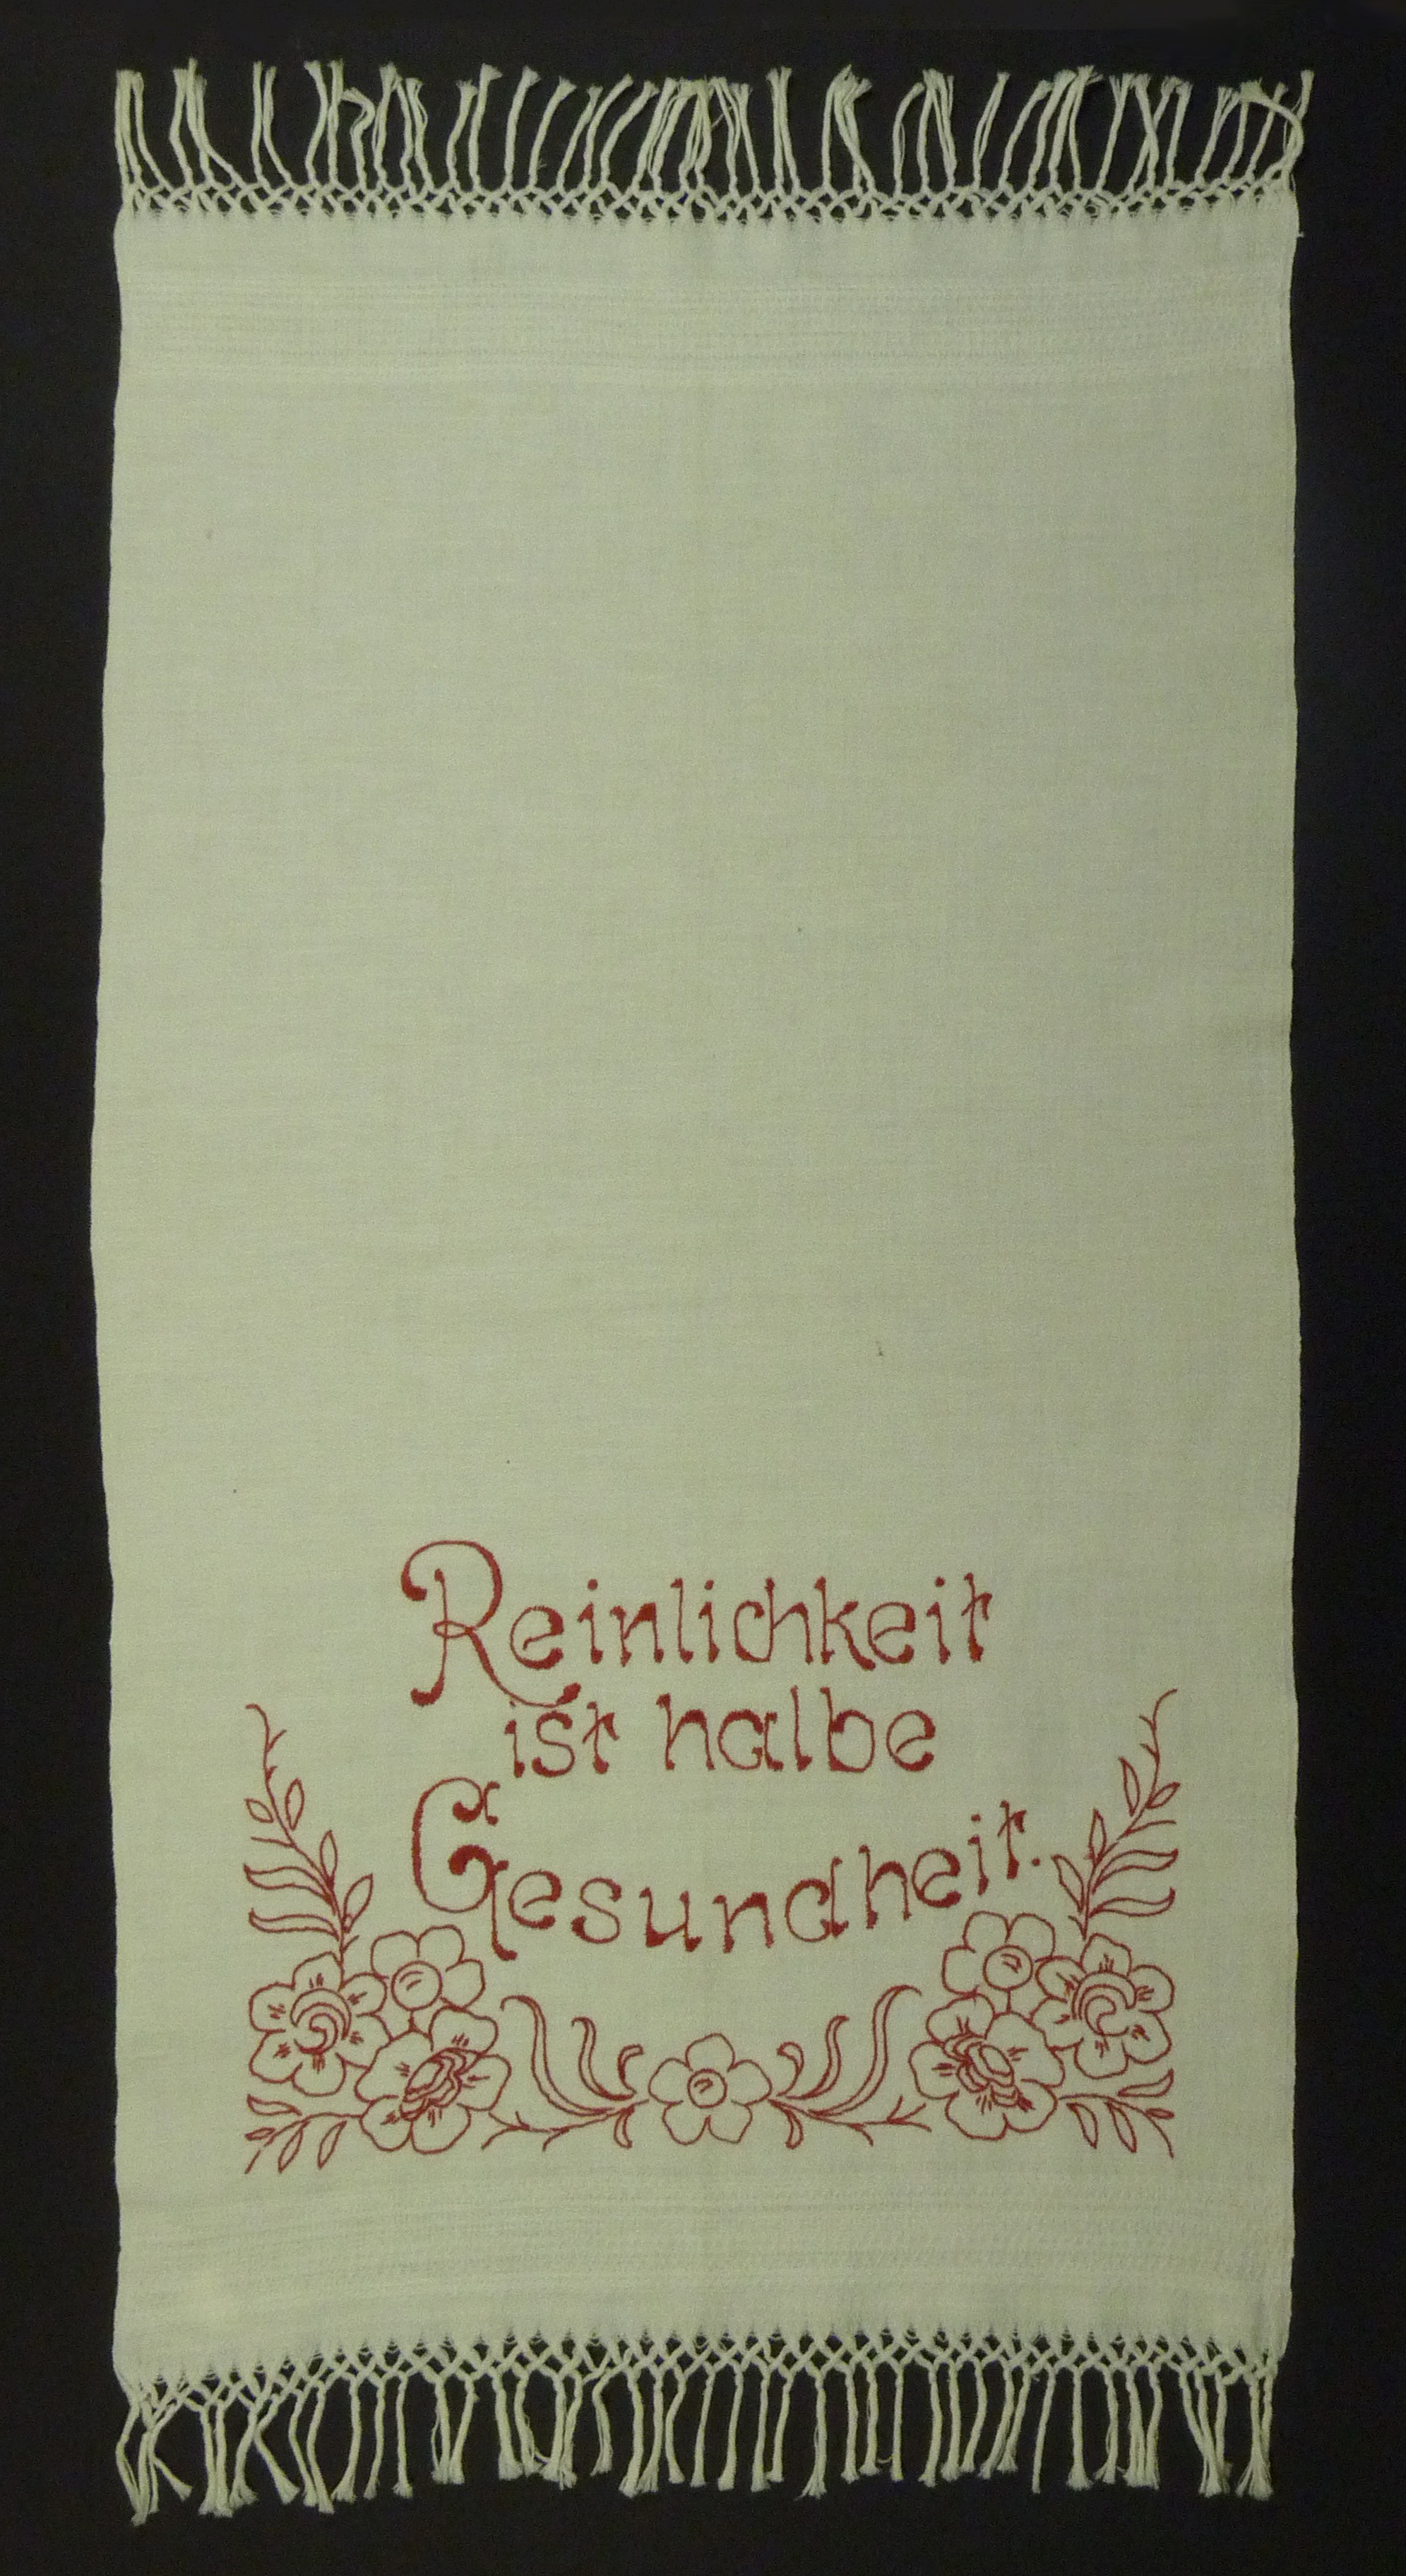 Reinlichkeit
ist halbe
Gesundheit.